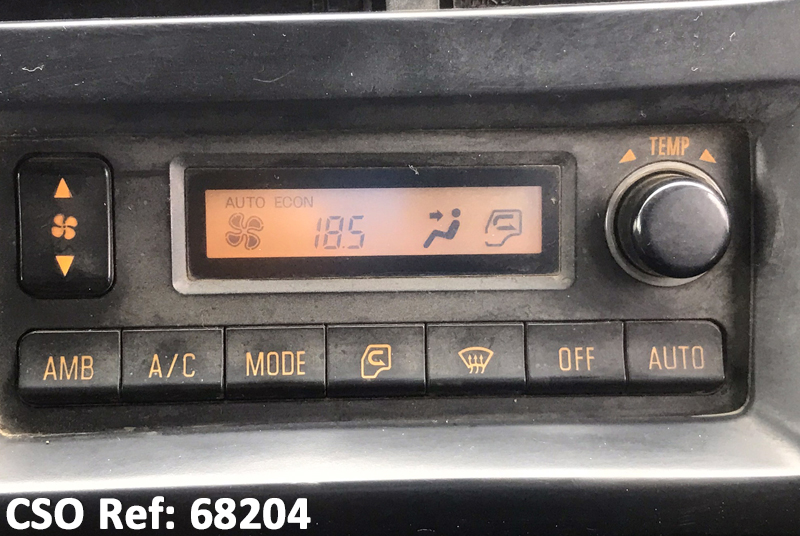 TEMP
AUTO ECON
18.5
AMB A/C MODE OFF AUTO
CSO Ref: 68204